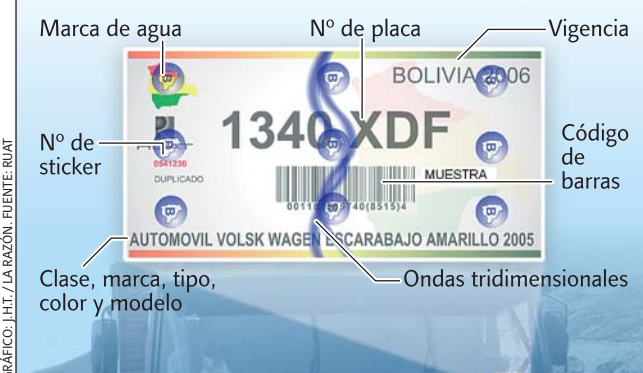 Marca de agua
Nº de placa
Vigencia
BOLIVIA 2006
1340 XDF
Nº de
sticker
0541236
DUPLICADO
MUESTRA
Código
de
barras
AUTOMOVIL VOLSK WAGEN ESCARABAJO AMARILLO 2005
Clase, marca, tipo,
color y modelo
Ondas tridimensionales
GRÁFICO: J.H.T. / LA RAZÓN. FUENTE: RUAT